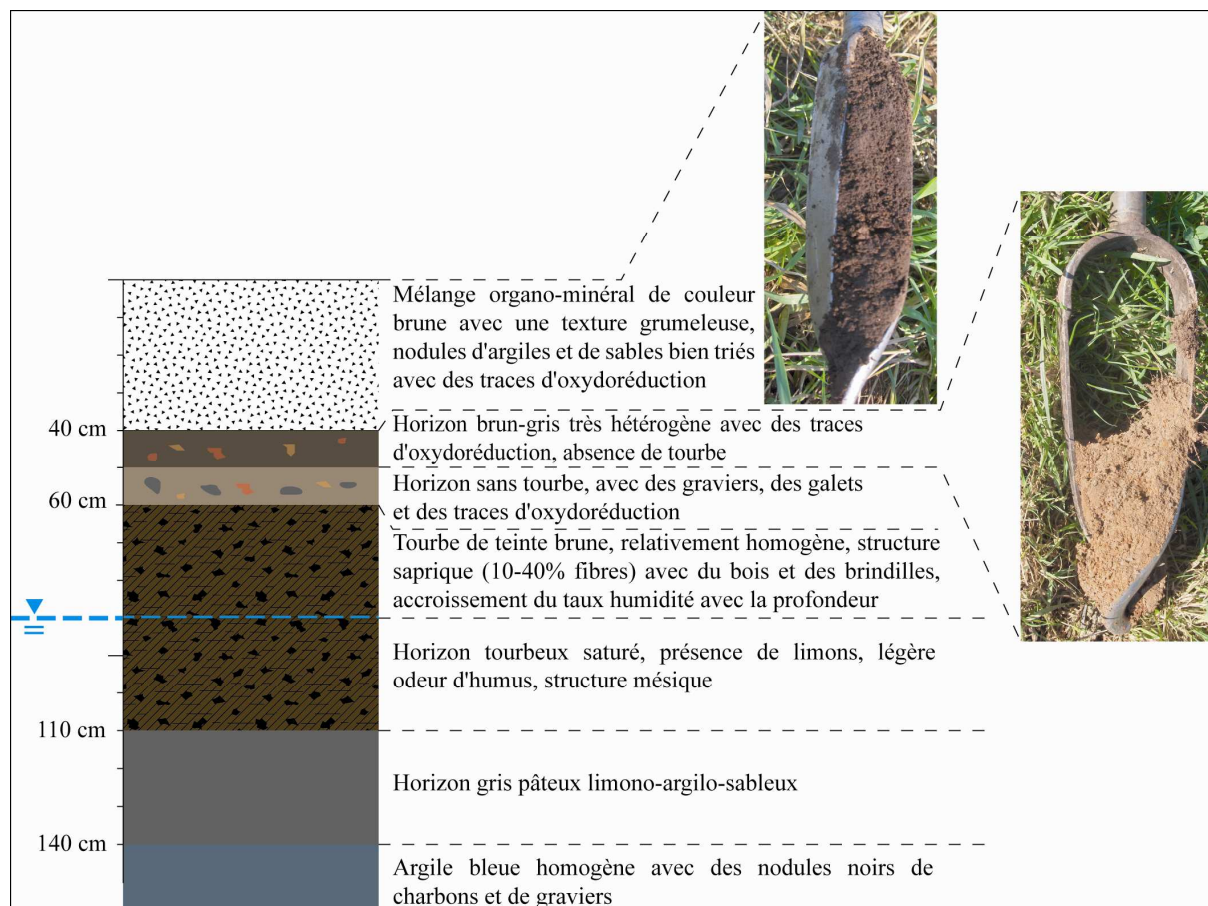 Mélange organo-minéral de couleur
brune avec une texture grumeleuse,
nodules d'argiles et de sables bien triés
avec des traces d'oxydoréduction
40 cm
Horizon brun-gris très hétérogène avec des traces
d'oxydoréduction, absence de tourbe
Horizon sans tourbe, avec des graviers, des galets
et des traces d'oxydoréduction
60 cm
Tourbe de teinte brune, relativement homogène, structure
saprique (10-40% fibres) avec du bois et des brindilles,
accroissement du taux humidité avec la profondeur
Horizon tourbeux saturé, présence de limons, légère
odeur d'humus, structure mésique
110 cm
Horizon gris pâteux limono-argilo-sableux
140 cm
Argile bleue homogène avec des nodules noirs de
charbons et de graviers